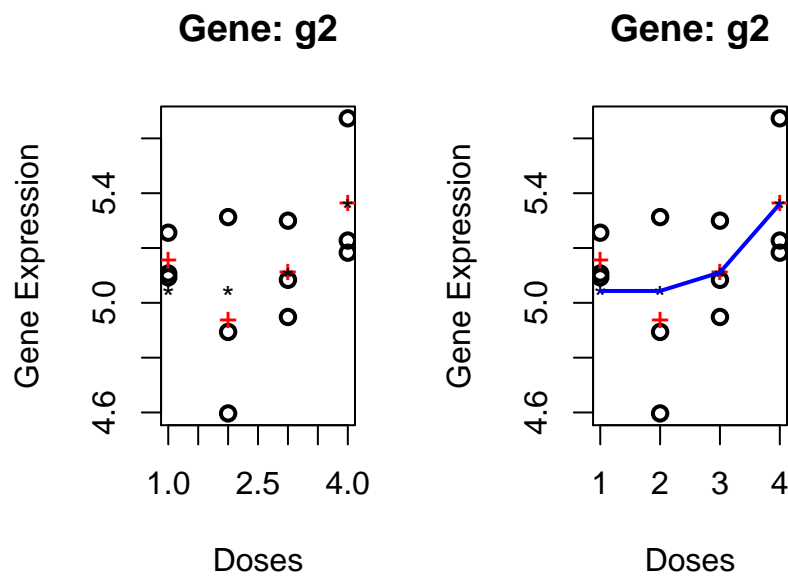 Gene: g2
Gene Expression
5.4
5.0
4.6
1.0 2.5 4.0
Doses
Gene: g2
Gene Expression
5.4
5.0
4.6
1 2 3 4
Doses